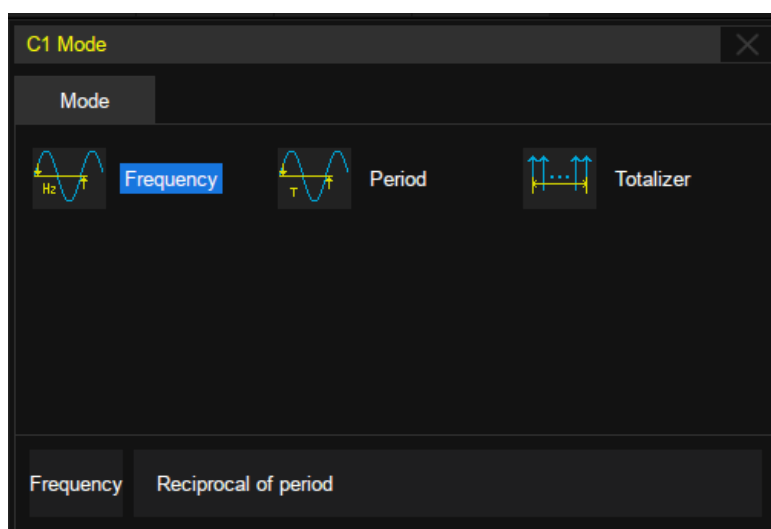 C1 Mode
Mode
Hz Frequency T Period Totalizer
Frequency Reciprocal of period